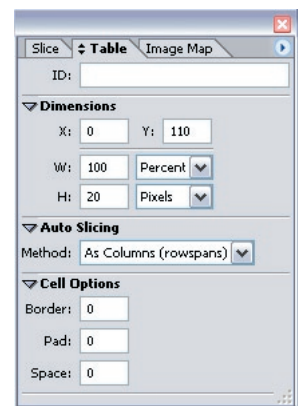 Slice Table Image Map
ID:
Dimensions
X: 0 Y: 110
W: 100 Percent
H: 20 Pixels
Auto Slicing
Method: As Columns (rowspans)
Cell Options
Border: 0
Pad: 0
Space: 0